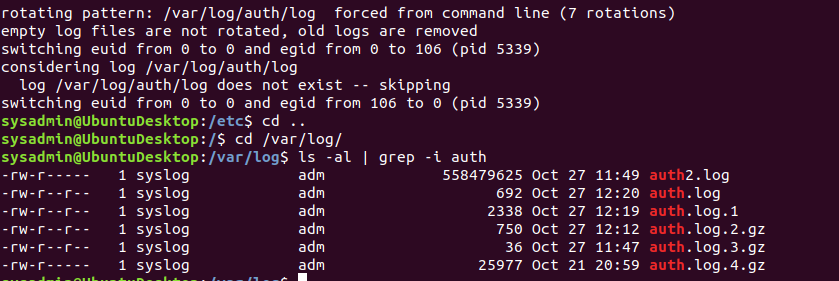 rotating pattern: /var/log/auth/log  forced from command line (7 rotations)
empty log files are not rotated, old logs are removed
switching euid from 0 to 0 and egid from 0 to 106 (pid 5339)
considering log /var/log/auth/log
  log /var/log/auth/log does not exist -- skipping
switching euid from 0 to 0 and egid from 106 to 0 (pid 5339)
sysadmin@UbuntuDesktop:/etc$ cd ..
sysadmin@UbuntuDesktop:/$ cd /var/log/
sysadmin@UbuntuDesktop:/var/log$ ls -al | grep -i auth
-rw-r-----   1 syslog            adm            558479625 Oct 27 11:49 auth2.log
-rw-r--r--   1 syslog            adm                  692 Oct 27 12:20 auth.log
-rw-r--r--   1 syslog            adm                 2338 Oct 27 12:19 auth.log.1
-rw-r--r--   1 syslog            adm                  750 Oct 27 12:12 auth.log.2.gz
-rw-r--r--   1 syslog            adm                   36 Oct 27 11:47 auth.log.3.gz
-rw-r-----   1 syslog            adm                25977 Oct 21 20:59 auth.log.4.gz
sysadmin@UbuntuDesktop:/var/log$